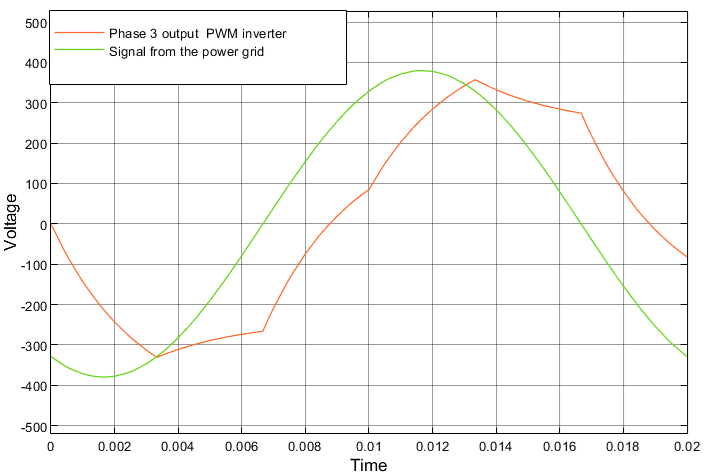 Phase 3 output  PWM inverter
Signal from the power grid
500
400
300
200
100
0
-100
-200
-300
-400
-500
Voltage
0 0.002 0.004 0.006 0.008 0.01 0.012 0.014 0.016 0.018 0.02
Time